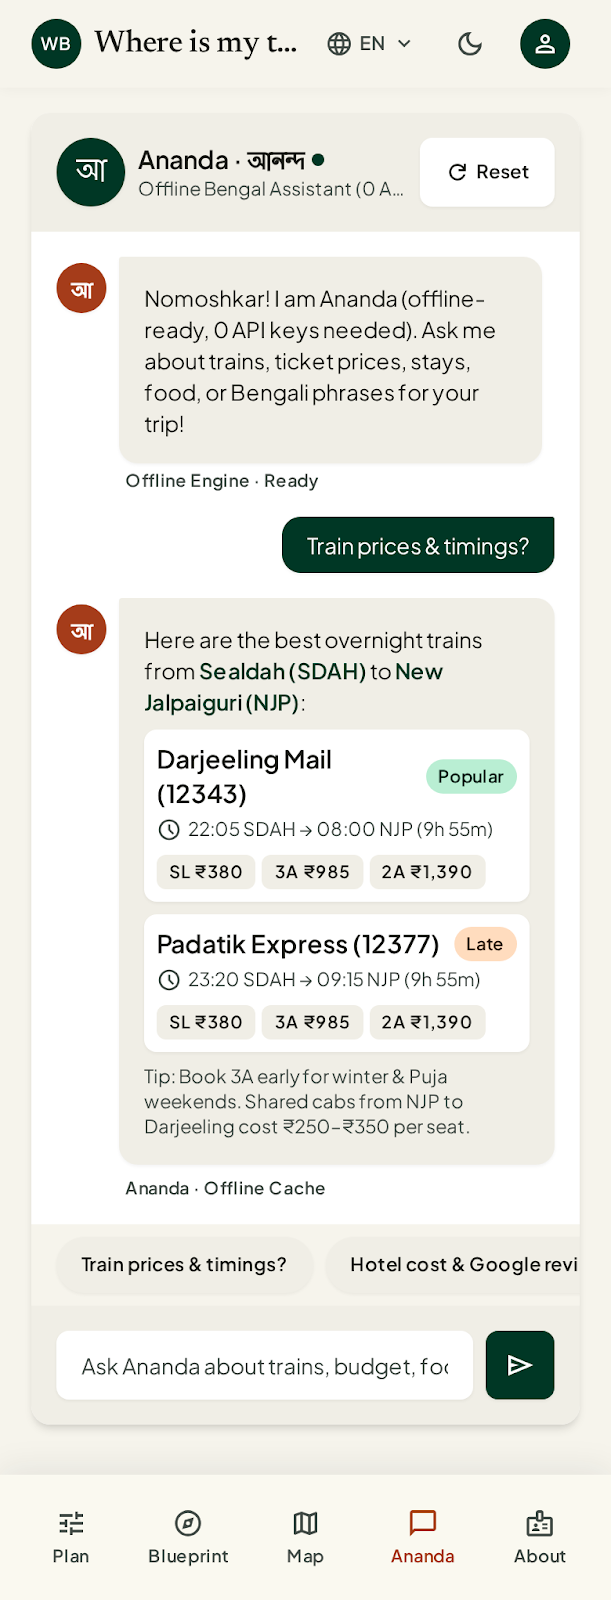 WB Where is my t... EN
আ Ananda · আনন্দ
Offline Bengal Assistant (0 A...
Reset
আ
Nomoshkar! I am Ananda (offline-
ready, 0 API keys needed). Ask me
about trains, ticket prices, stays,
food, or Bengali phrases for your
trip!
Offline Engine · Ready
Train prices & timings?
আ
Here are the best overnight trains
from Sealdah (SDAH) to New
Jalpaiguri (NJP):
Darjeeling Mail
(12343)
Popular
22:05 SDAH → 08:00 NJP (9h 55m)
SL ₹380 3A ₹985 2A ₹1,390
Padatik Express (12377) Late
23:20 SDAH → 09:15 NJP (9h 55m)
SL ₹380 3A ₹985 2A ₹1,390
Tip: Book 3A early for winter & Puja
weekends. Shared cabs from NJP to
Darjeeling cost ₹250–₹350 per seat.
Ananda · Offline Cache
Train prices & timings? Hotel cost & Google revi
Ask Ananda about trains, budget, foo
Plan Blueprint Map Ananda About